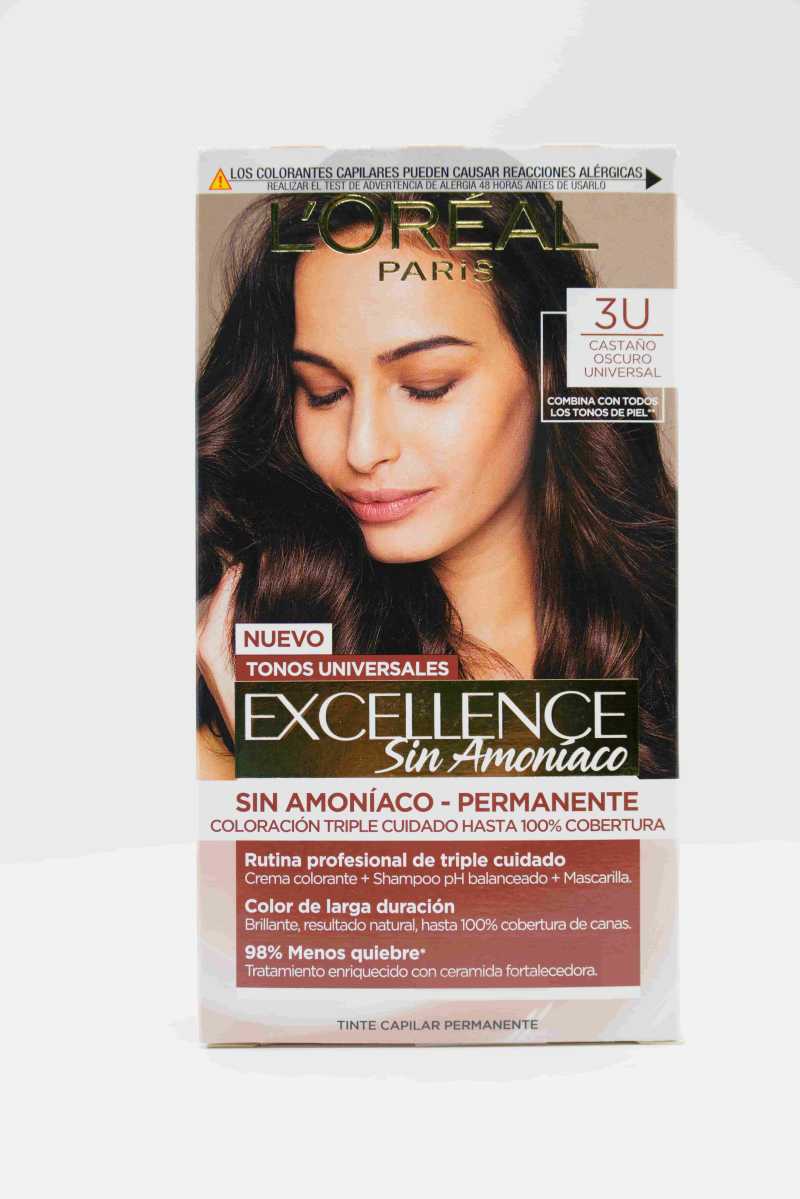 LOS COLORANTES CAPILARES PUEDEN CAUSAR REACCIONES ALÉRGICAS
REALIZAR EL TEST DE ADVERTENCIA DE ALERGIA 48 HORAS ANTES DE USARLO
L'ORÉAL
PARIS
3U
CASTAÑO
OSCURO
UNIVERSAL
COMBINA CON TODOS
LOS TONOS DE PIEL**
NUEVO
TONOS UNIVERSALES
EXCELLENCE
Sin Amoníaco
SIN AMONÍACO - PERMANENTE
COLORACIÓN TRIPLE CUIDADO HASTA 100% COBERTURA
Rutina profesional de triple cuidado
Crema colorante + Shampoo pH balanceado + Mascarilla.
Color de larga duración
Brillante, resultado natural, hasta 100% cobertura de canas.
98% Menos quiebre*
Tratamiento enriquecido con ceramida fortalecedora.
TINTE CAPILAR PERMANENTE